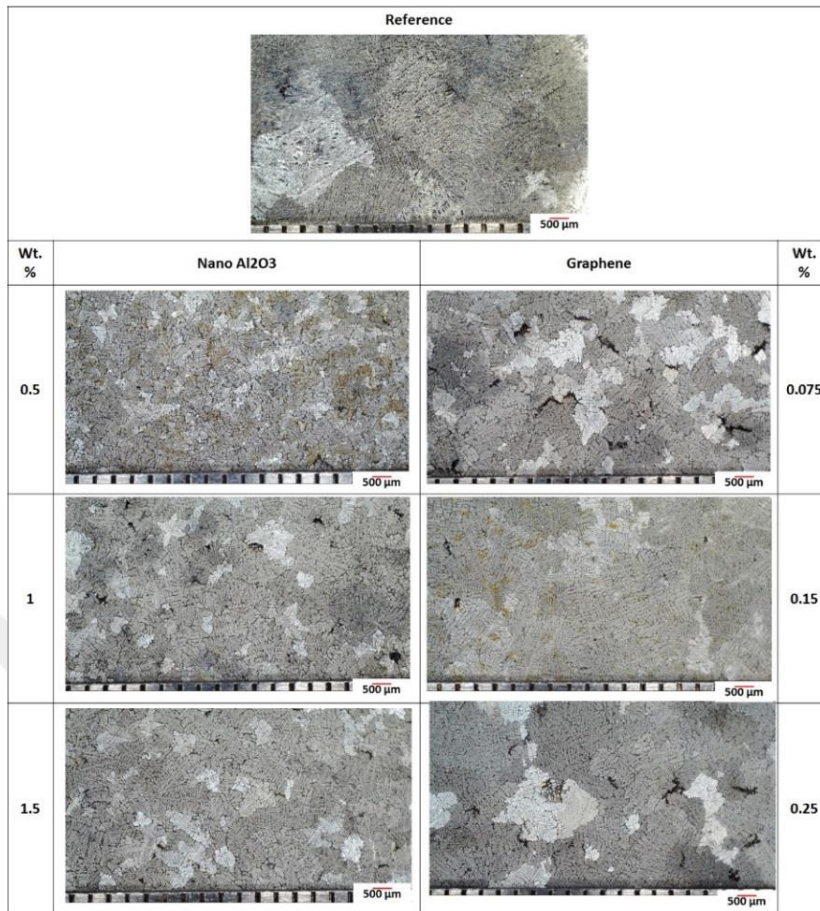 Reference
500 µm
Wt.
%
Nano Al2O3
Graphene
Wt.
%
0.5
500 µm
500 µm
0.075
1
500 µm
500 µm
0.15
1.5
500 µm
500 µm
0.25